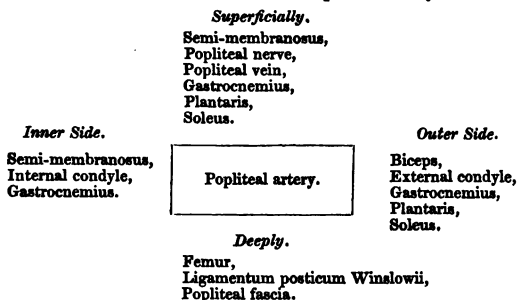 Superficially.
Semi-membranosus,
Popliteal nerve,
Popliteal vein,
Gastrocnemius,
Plantaris,
Soleus.
Inner Side.
Semi-membranosus,
Internal condyle,
Gastrocnemius.
Popliteal artery.
Outer Side.
Biceps,
External condyle,
Gastrocnemius,
Plantaris,
Soleus.
Deeply.
Femur,
Ligamentum posticum Winslowii,
Popliteal fascia.